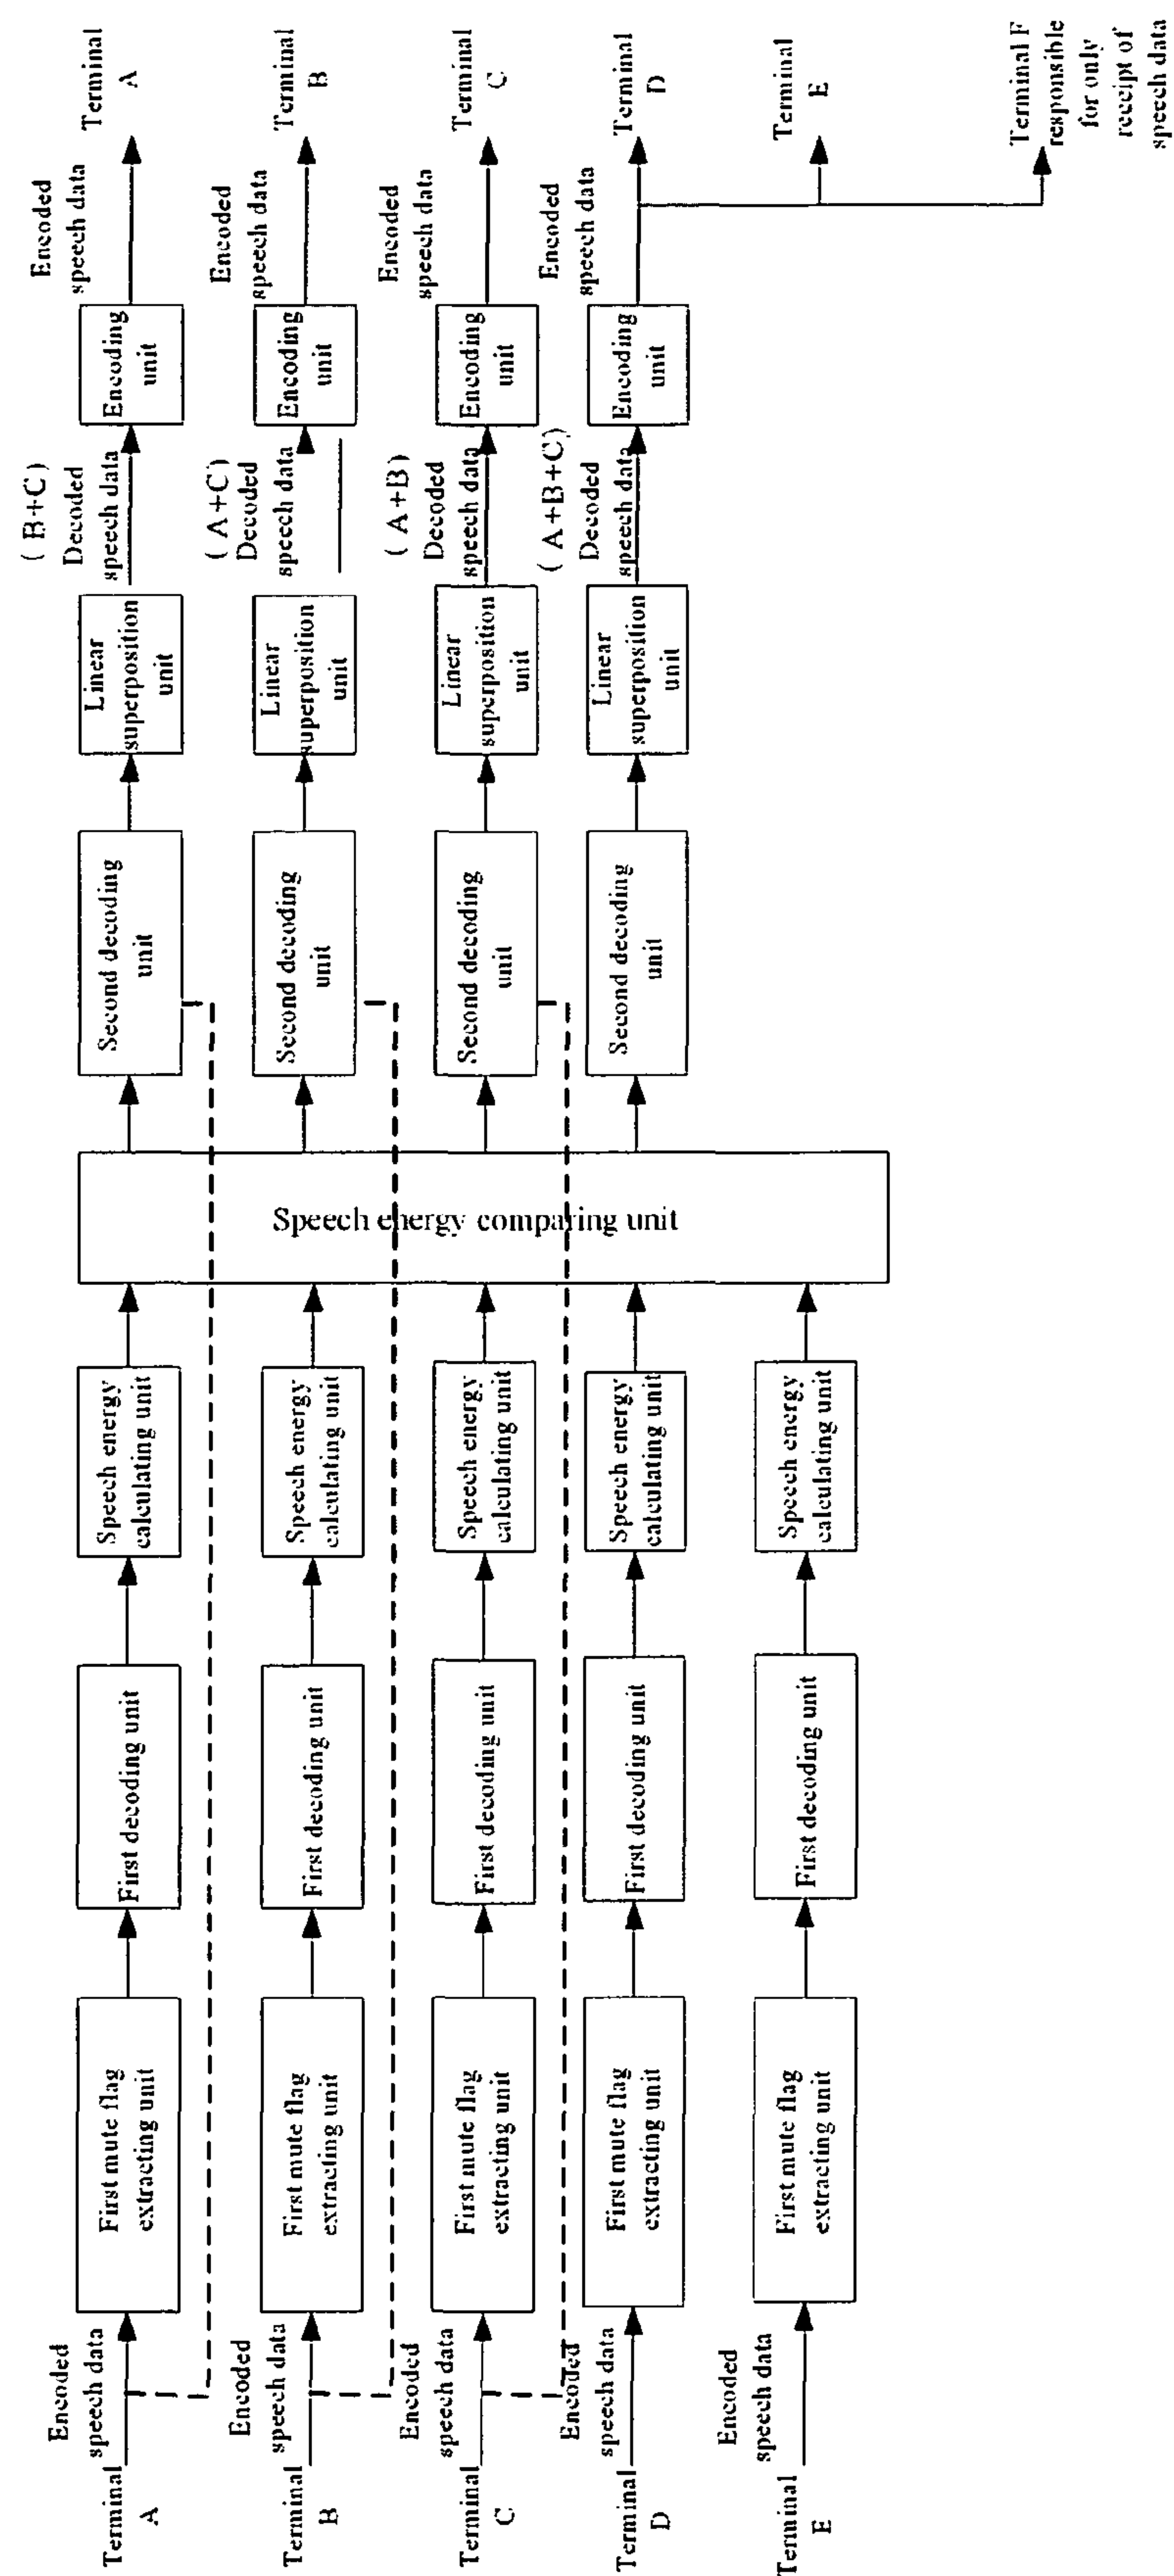 Terminal
A
Encoded
speech data
First mute flag
extracting unit
First decoding unit
Speech energy
calculating unit
Speech energy comparing unit
Second decoding
unit
Linear
superposition
unit
( B+C)
Decoded
speech data
Encoding
unit
Encoded
speech data
Terminal
A
Terminal
B
Encoded
speech data
First mute flag
extracting unit
First decoding unit
Speech energy
calculating unit
Second decoding
unit
Linear
superposition
unit
( A+C)
Decoded
speech data
Encoding
unit
Encoded
speech data
Terminal
B
Terminal
C
Encoded
speech data
First mute flag
extracting unit
First decoding unit
Speech energy
calculating unit
Second decoding
unit
Linear
superposition
unit
( A+B)
Decoded
speech data
Encoding
unit
Encoded
speech data
Terminal
C
Terminal
D
Encoded
speech data
First mute flag
extracting unit
First decoding unit
Speech energy
calculating unit
Second decoding
unit
Linear
superposition
unit
( A+B+C)
Decoded
speech data
Encoding
unit
Encoded
speech data
Terminal
D
Terminal
E
Encoded
speech data
First mute flag
extracting unit
First decoding unit
Speech energy
calculating unit
Terminal
E
Terminal F
responsible
for only
receipt of
speech data